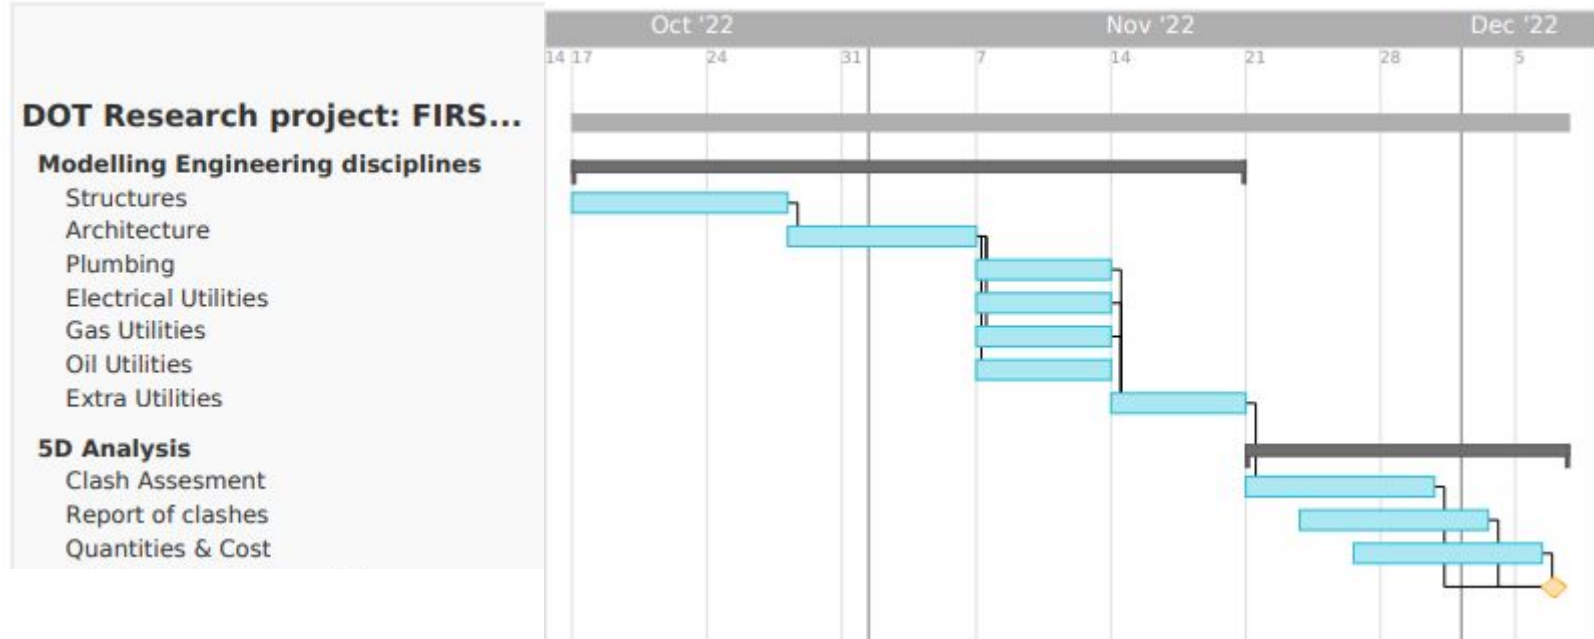 Oct '22 Nov '22 Dec '22
14 17 24 31 7 14 21 28 5
DOT Research project: FIRS...
Modelling Engineering disciplines
Structures
Architecture
Plumbing
Electrical Utilities
Gas Utilities
Oil Utilities
Extra Utilities
5D Analysis
Clash Assesment
Report of clashes
Quantities & Cost